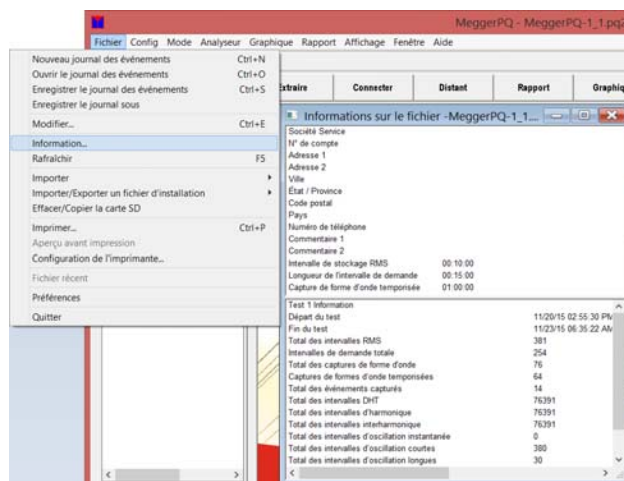 MeggerPQ - MeggerPQ-1_1.pq2
Fichier Config Mode Analyseur Graphique Rapport Affichage Fenêtre Aide
Nouveau journal des événements Ctrl+N
Ouvrir le journal des événements Ctrl+O
Enregistrer le journal des événements Ctrl+S
Enregistrer le journal sous
Modifier... Ctrl+E
Information...
Rafraîchir F5
Importer
Importer/Exporter un fichier d'installation
Effacer/Copier la carte SD
Imprimer... Ctrl+P
Aperçu avant impression
Configuration de l'imprimante...
Fichier récent
Préférences
Quitter
Extraire Connecter Distant Rapport Graphiq
Informations sur le fichier -MeggerPQ-1_1....
Société Service
N° de compte
Adresse 1
Adresse 2
Ville
État / Province
Code postal
Pays
Numéro de téléphone
Commentaire 1
Commentaire 2
Intervalle de stockage RMS 00:10:00
Longueur de l'intervalle de demande 00:15:00
Capture de forme d'onde temporisée 01:00:00
Test 1 Information
Départ du test 11/20/15 02:55:30 PM
Fin du test 11/23/15 06:35:22 AM
Total des intervalles RMS 381
Intervalles de demande totale 254
Total des captures de forme d'onde 76
Captures de formes d'onde temporisées 64
Total des événements capturés 14
Total des intervalles DHT 76391
Total des intervalles d'harmonique 76391
Total des intervalles interharmonique 76391
Total des intervalles d'oscillation instantanée 0
Total des intervalles d'oscillation courtes 380
Total des intervalles d'oscillation longues 30